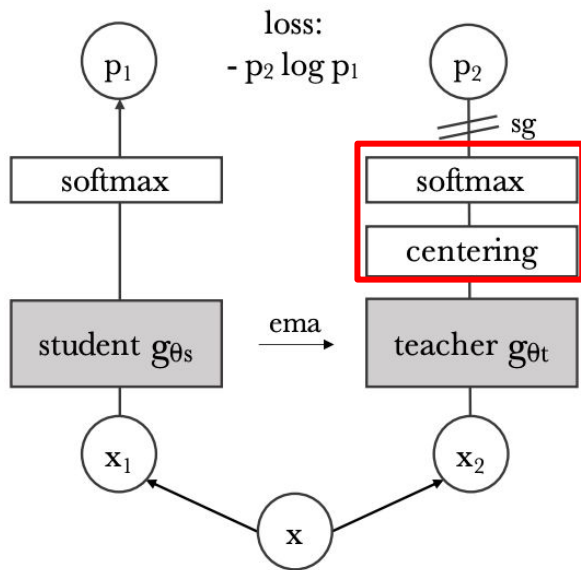 loss:
p₁ - p₂ log p₁ p₂
sg
softmax softmax
centering
student gθs ema teacher gθt
x₁ x₂
x